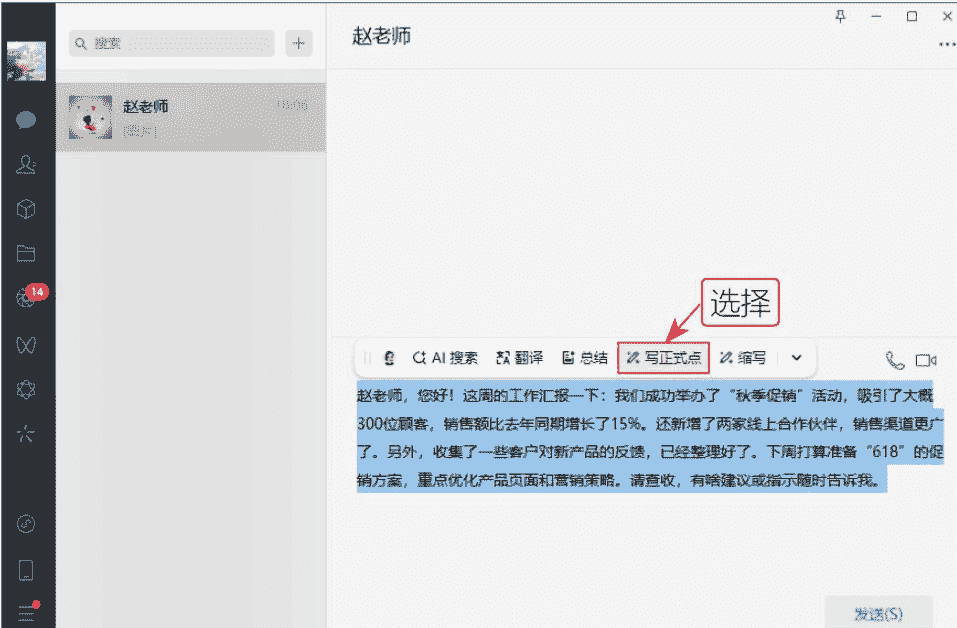 搜索
赵老师
赵老师
16:06
[图片]
14
选择
AI 搜索 翻译 总结 写正式点 缩写
赵老师，您好！这周的工作汇报一下：我们成功举办了“秋季促销”活动，吸引了大概
300位顾客，销售额比去年同期增长了15%。还新增了两家线上合作伙伴，销售渠道更广
了。另外，收集了一些客户对新产品的反馈，已经整理好了。下周打算准备“618”的促
销方案，重点优化产品页面和营销策略。请查收，有啥建议或指示随时告诉我。
发送(S)